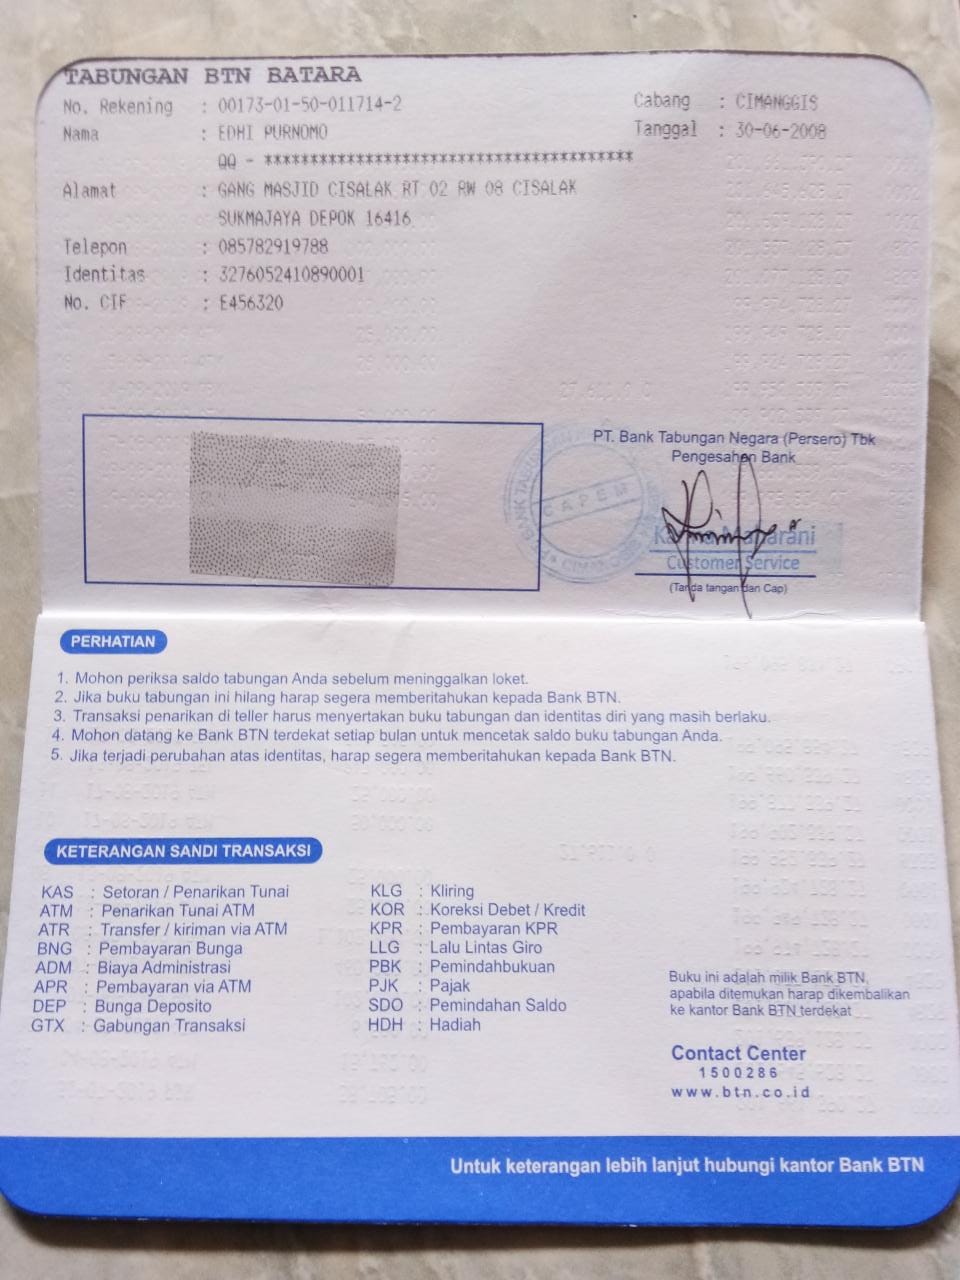 TABUNGAN BTN BATARA
No. Rekening : 00173-01-50-011714-2
Cabang : CIMANGGIS
Nama : EDHI PURNOMO
Tanggal : 30-06-2008
QQ - ****************************************
Alamat : GANG MASJID CISALAK RT 02 RW 08 CISALAK
SUKMAJAYA DEPOK 16416
Telepon : 085782919788
Identitas : 3276052410890001
No. CIF : E456320
PT. Bank Tabungan Negara (Persero) Tbk
Pengesahan Bank
CAPEM
Maharani
Customer Service
(Tanda tangan dan Cap)
PERHATIAN
1. Mohon periksa saldo tabungan Anda sebelum meninggalkan loket.
2. Jika buku tabungan ini hilang harap segera memberitahukan kepada Bank BTN.
3. Transaksi penarikan di teller harus menyertakan buku tabungan dan identitas diri yang masih berlaku.
4. Mohon datang ke Bank BTN terdekat setiap bulan untuk mencetak saldo buku tabungan Anda.
5. Jika terjadi perubahan atas identitas, harap segera memberitahukan kepada Bank BTN.
KETERANGAN SANDI TRANSAKSI
KAS : Setoran / Penarikan Tunai
ATM : Penarikan Tunai ATM
ATR : Transfer / kiriman via ATM
BNG : Pembayaran Bunga
ADM : Biaya Administrasi
APR : Pembayaran via ATM
DEP : Bunga Deposito
GTX : Gabungan Transaksi
KLG : Kliring
KOR : Koreksi Debet / Kredit
KPR : Pembayaran KPR
LLG : Lalu Lintas Giro
PBK : Pemindahbukuan
PJK : Pajak
SDO : Pemindahan Saldo
HDH : Hadiah
Buku ini adalah milik Bank BTN,
apabila ditemukan harap dikembalikan
ke kantor Bank BTN terdekat
Contact Center
1500286
www.btn.co.id
Untuk keterangan lebih lanjut hubungi kantor Bank BTN